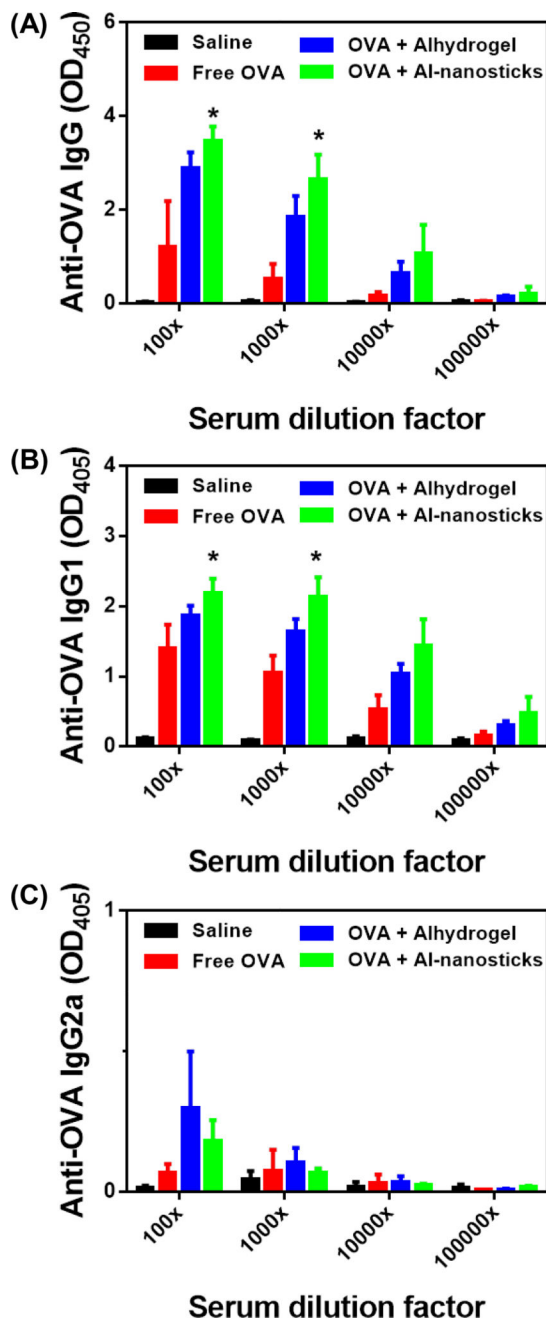 (A)
Anti-OVA IgG (OD450)
6
4
2
0
Saline
Free OVA
OVA + Alhydrogel
OVA + Al-nanosticks
*
*
100x
1000x
10000x
100000x
Serum dilution factor
(B)
Anti-OVA IgG1 (OD405)
4
3
2
1
0
Saline
Free OVA
OVA + Alhydrogel
OVA + Al-nanosticks
*
*
100x
1000x
10000x
100000x
Serum dilution factor
(C)
Anti-OVA IgG2a (OD405)
1
0
Saline
Free OVA
OVA + Alhydrogel
OVA + Al-nanosticks
100x
1000x
10000x
100000x
Serum dilution factor